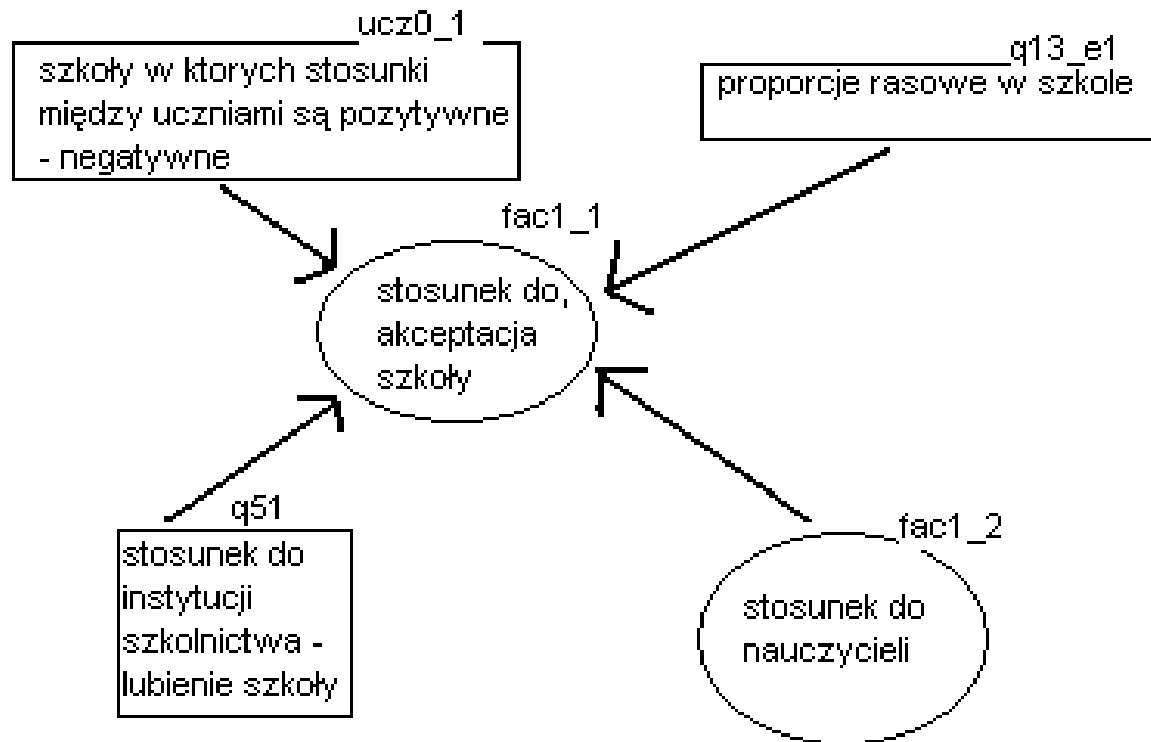 ucz0_1
szkoły w ktorych stosunki
między uczniami są pozytywne
- negatywne
q13_e1
proporcje rasowe w szkole
fac1_1
stosunek do,
akceptacja
szkoły
q51
stosunek do
instytucji
szkolnictwa -
lubienie szkoły
fac1_2
stosunek do
nauczycieli